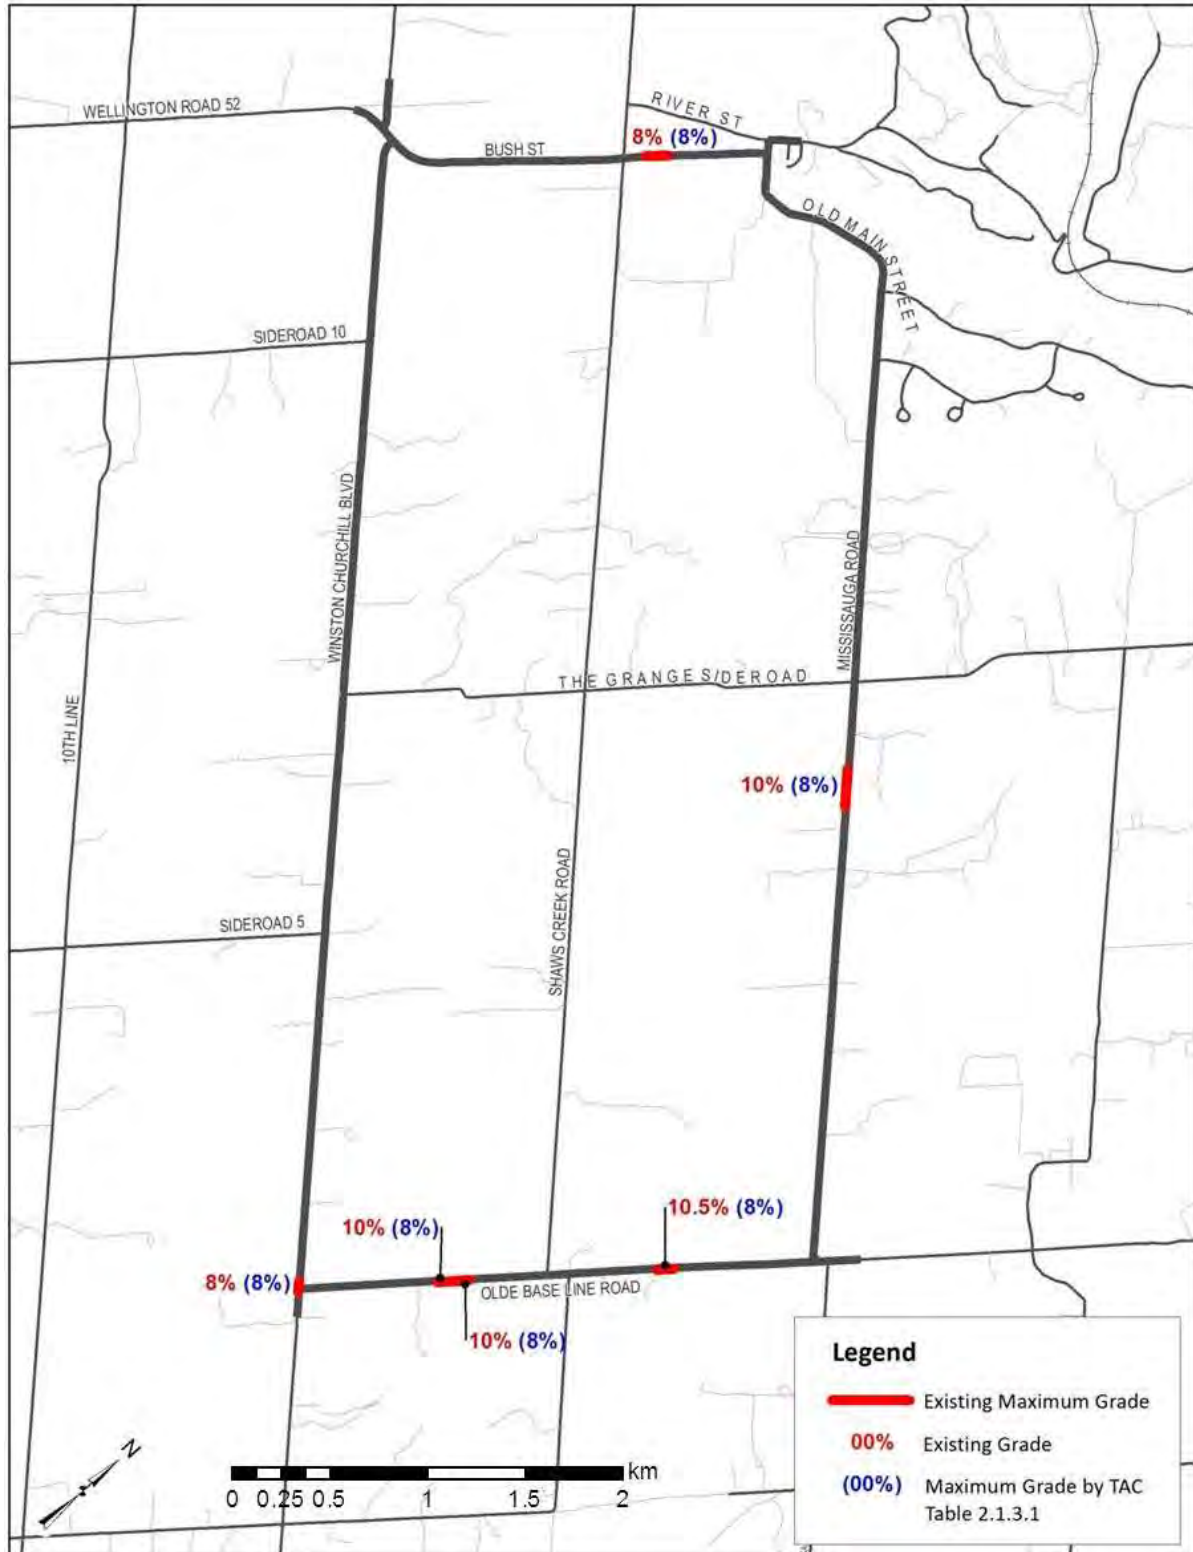 WELLINGTON ROAD 52
RIVER ST
8% (8%)
BUSH ST
OLD MAIN STREET
SIDEROAD 10
WINSTON CHURCHILL BLVD
MISSISSAUGA ROAD
THE GRANGE SIDEROAD
10TH LINE
10% (8%)
SHAWS CREEK ROAD
SIDEROAD 5
10.5% (8%)
10% (8%)
8% (8%)
OLDE BASE LINE ROAD
10% (8%)
Legend
Existing Maximum Grade
00% Existing Grade
(00%) Maximum Grade by TAC
Table 2.1.3.1
N
km
0 0.25 0.5 1 1.5 2